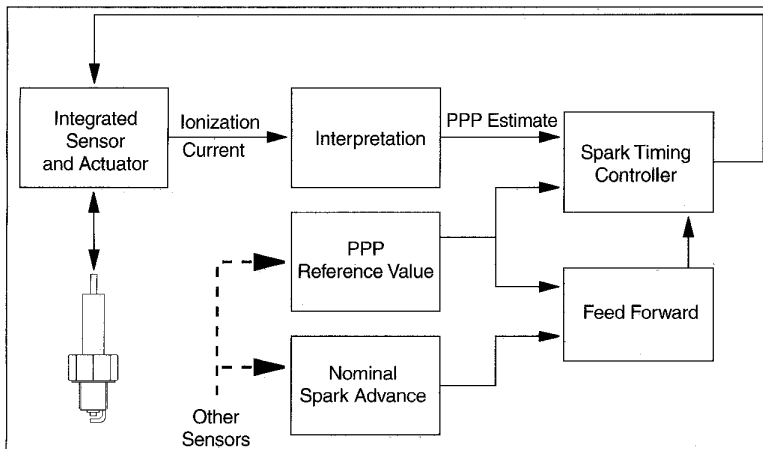 Integrated
Sensor
and Actuator
Ionization
Current
Interpretation
PPP Estimate
Spark Timing
Controller
PPP
Reference Value
Feed Forward
Nominal
Spark Advance
Other
Sensors